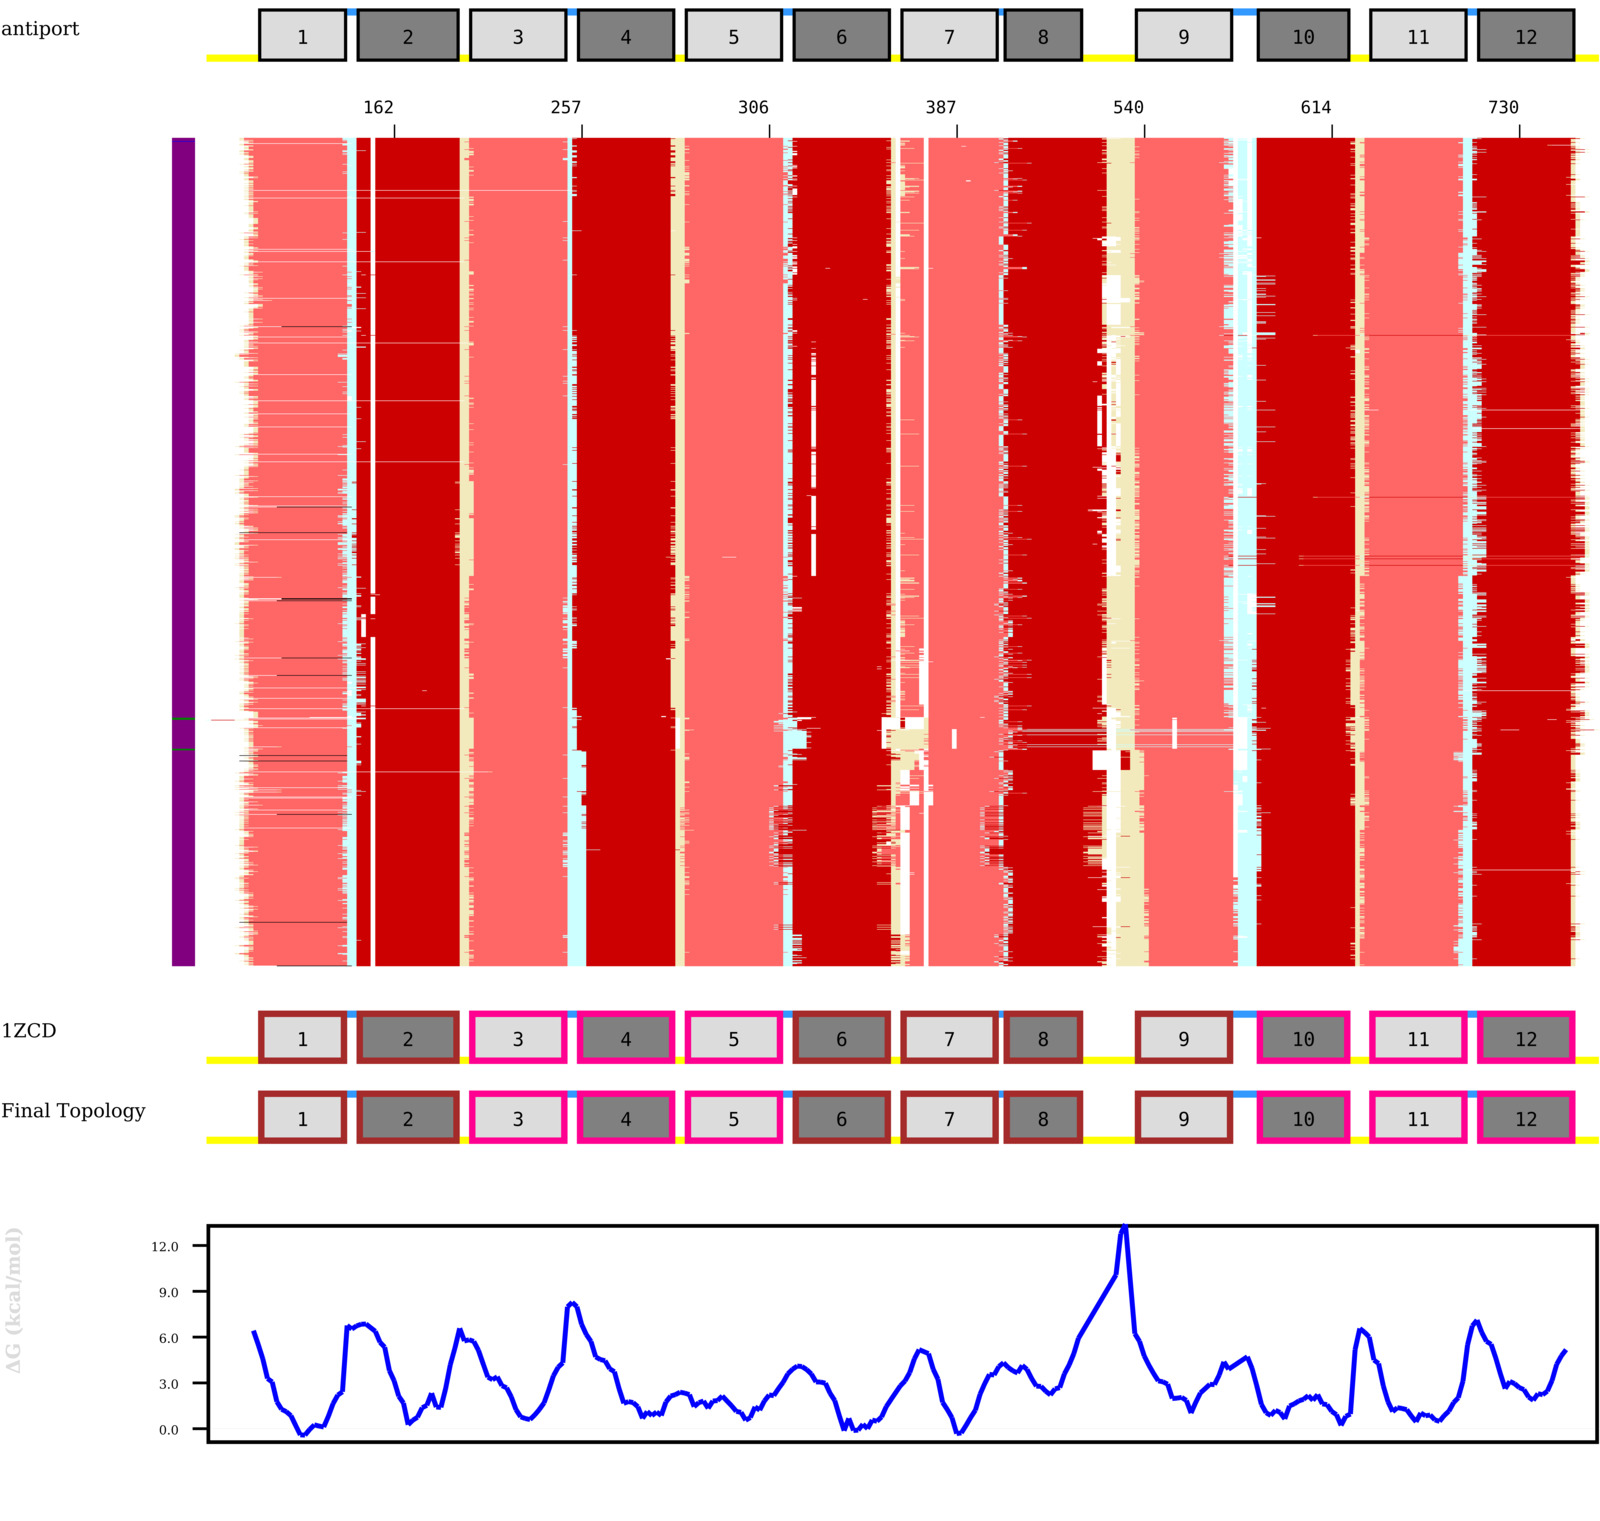 antiport
1 2 3 4 5 6 7 8 9 10 11 12
162 257 306 387 540 614 730
1ZCD
1 2 3 4 5 6 7 8 9 10 11 12
Final Topology
1 2 3 4 5 6 7 8 9 10 11 12
ΔG (kcal/mol)
12.0
9.0
6.0
3.0
0.0